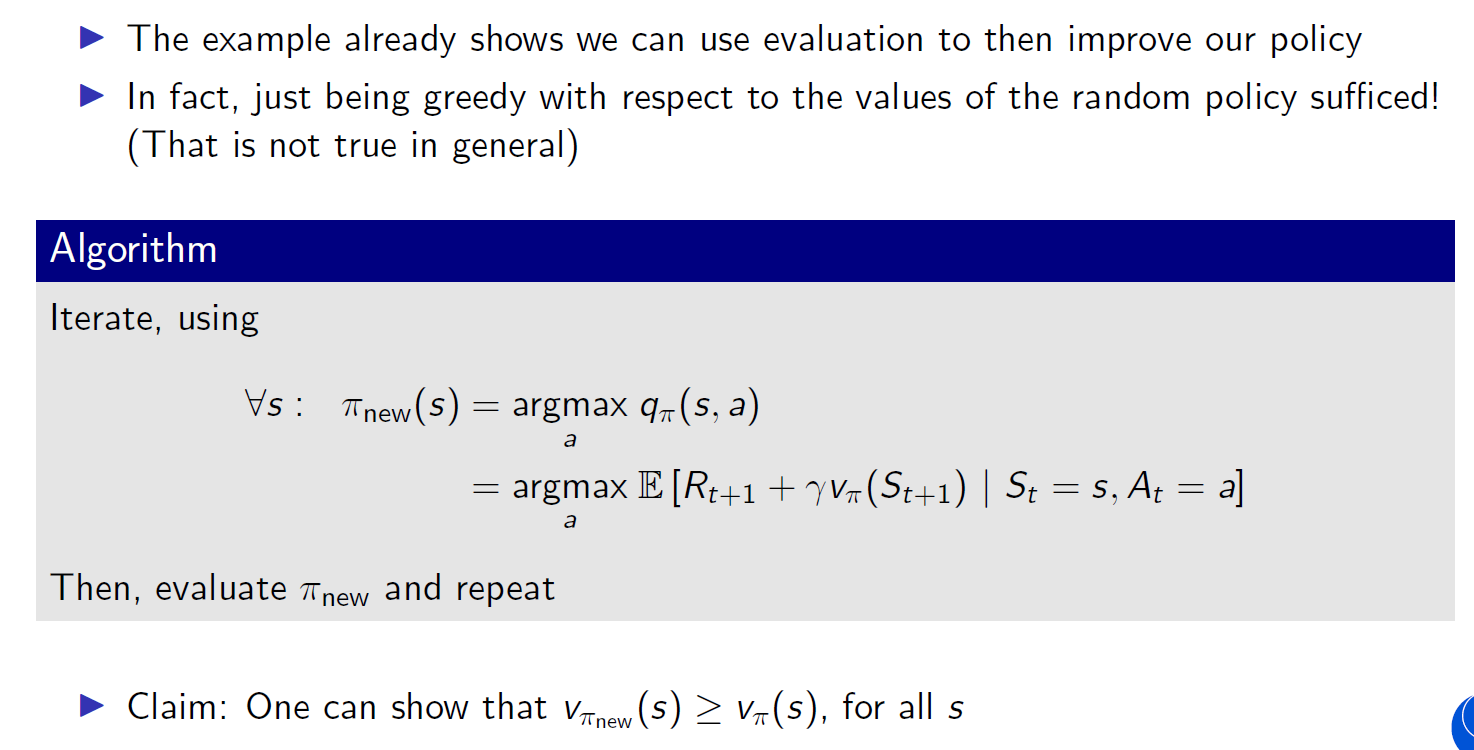 ▶ The example already shows we can use evaluation to then improve our policy
▶ In fact, just being greedy with respect to the values of the random policy sufficed!
(That is not true in general)
Algorithm
Iterate, using
∀s : π_new(s) = argmax_a q_π(s, a)
= argmax_a 𝔼 [R_{t+1} + γv_π(S_{t+1}) | S_t = s, A_t = a]
Then, evaluate π_new and repeat
▶ Claim: One can show that v_{π_new}(s) ≥ v_π(s), for all s